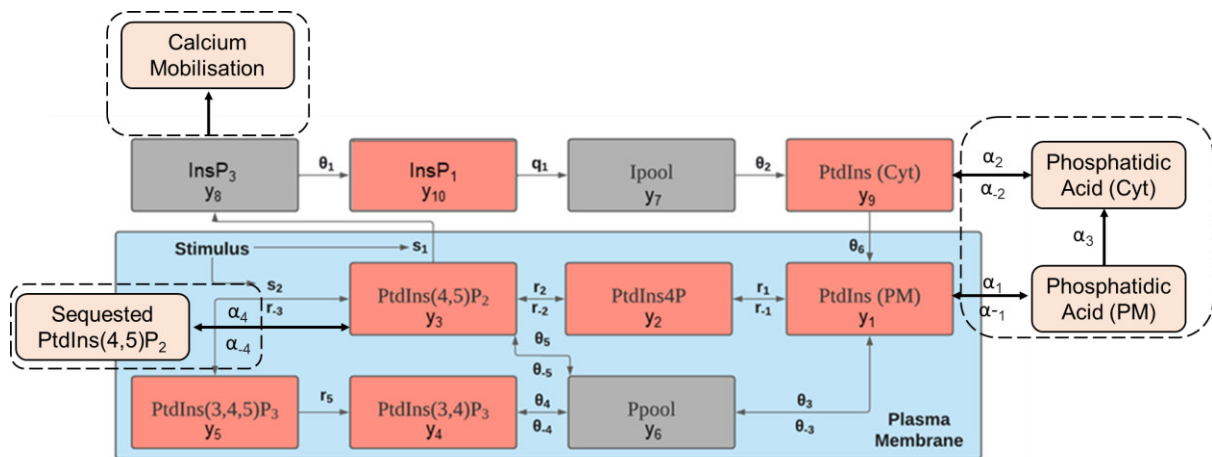 Calcium
Mobilisation
InsP3
y8
θ1
InsP1
y10
q1
Ipool
y7
θ2
PtdIns (Cyt)
y9
α2
α-2
Phosphatidic
Acid (Cyt)
α3
Stimulus
s1
θ6
s2
r-3
PtdIns(4,5)P2
y3
r2
r-2
PtdIns4P
y2
r1
r-1
PtdIns (PM)
y1
α1
α-1
Phosphatidic
Acid (PM)
Sequested
PtdIns(4,5)P2
α4
α-4
θ5
θ-5
PtdIns(3,4,5)P3
y5
r5
PtdIns(3,4)P3
y4
θ4
θ-4
Ppool
y6
θ3
θ-3
Plasma
Membrane